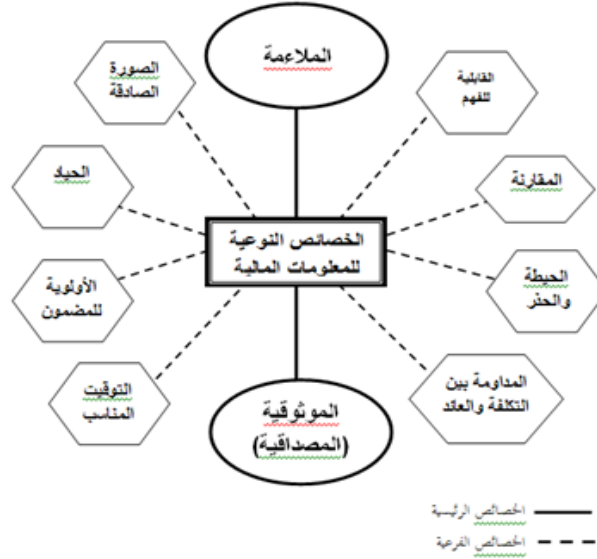 الملاءمة
القابلية
للفهم
الصورة
الصادقة
المقارنة
الحياد
الخصائص النوعية
للمعلومات المالية
الحيطة
والحذر
الأولوية
للمضمون
المداومة بين
التكلفة والعائد
التوقيت
المناسب
الموثوقية
(المصداقية)
الخصائص الرئيسية
الخصائص الفرعية